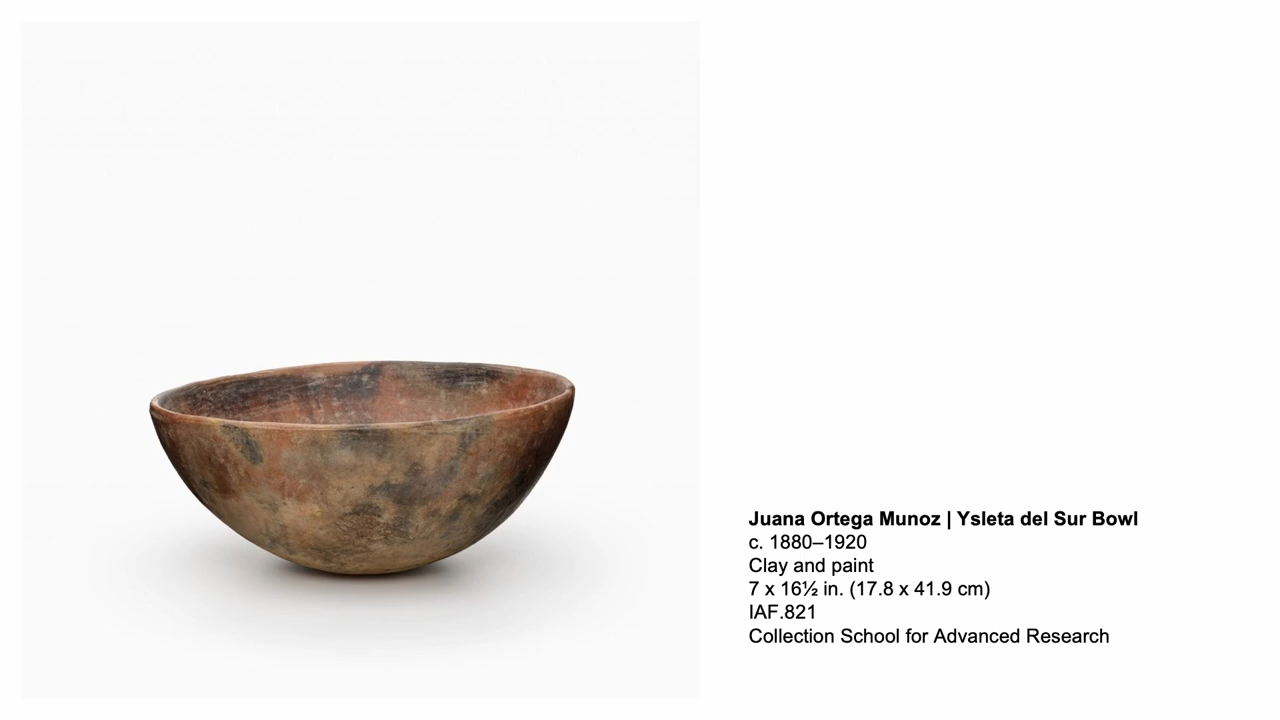 Juana Ortega Munoz | Ysleta del Sur Bowl
c. 1880–1920
Clay and paint
7 x 16½ in. (17.8 x 41.9 cm)
IAF.821
Collection School for Advanced Research